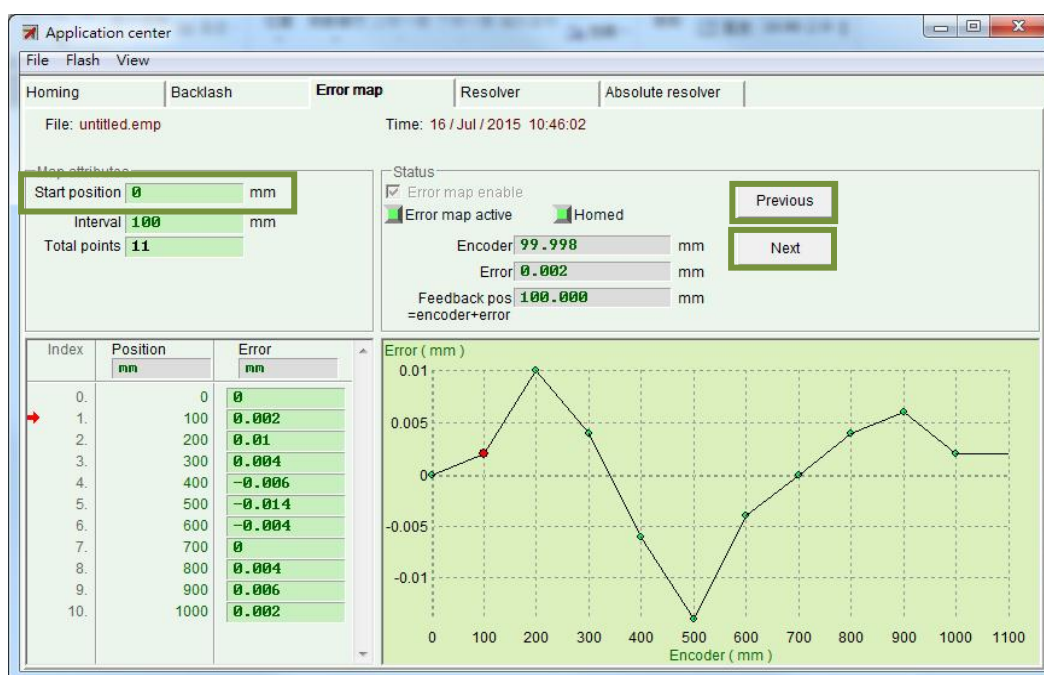 Application center
File Flash View
Homing Backlash Error map Resolver Absolute resolver
File: untitled.emp Time: 16 / Jul / 2015 10:46:02
Map attributes
Start position 0 mm
Interval 100 mm
Total points 11
Status
Error map enable
Error map active Homed
Encoder 99.998 mm
Error 0.002 mm
Feedback pos 100.000 mm
=encoder+error
Previous
Next
Index Position Error
mm mm
0. 0 0
1. 100 0.002
2. 200 0.01
3. 300 0.004
4. 400 -0.006
5. 500 -0.014
6. 600 -0.004
7. 700 0
8. 800 0.004
9. 900 0.006
10. 1000 0.002
Error ( mm )
0.01
0.005
0
-0.005
-0.01
0 100 200 300 400 500 600 700 800 900 1000 1100
Encoder ( mm )